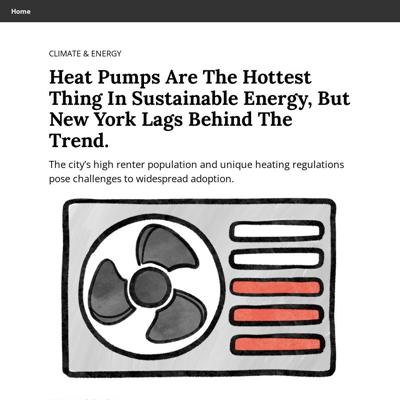 Home
CLIMATE & ENERGY
Heat Pumps Are The Hottest
Thing In Sustainable Energy, But
New York Lags Behind The
Trend.
The city’s high renter population and unique heating regulations
pose challenges to widespread adoption.